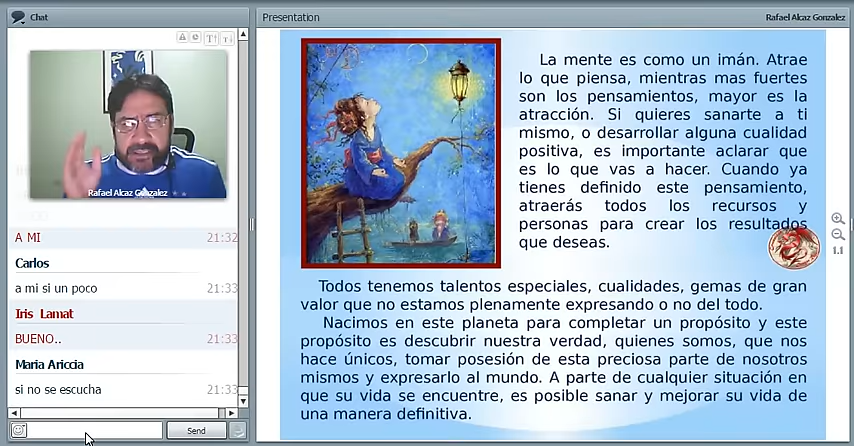 Chat
Rafael Alcaz Gonzalez
A MI 21:32
Carlos
a mi si un poco 21:33
Iris Lamat
BUENO.. 21:33
Maria Ariccia
si no se escucha 21:33
Send
Presentation
Rafael Alcaz Gonzalez
La mente es como un imán. Atrae
lo que piensa, mientras mas fuertes
son los pensamientos, mayor es la
atracción. Si quieres sanarte a ti
mismo, o desarrollar alguna cualidad
positiva, es importante aclarar que
es lo que vas a hacer. Cuando ya
tienes definido este pensamiento,
atraerás todos los recursos y
personas para crear los resultados
que deseas.
Todos tenemos talentos especiales, cualidades, gemas de gran
valor que no estamos plenamente expresando o no del todo.
Nacimos en este planeta para completar un propósito y este
propósito es descubrir nuestra verdad, quienes somos, que nos
hace únicos, tomar posesión de esta preciosa parte de nosotros
mismos y expresarlo al mundo. A parte de cualquier situación en
que su vida se encuentre, es posible sanar y mejorar su vida de
una manera definitiva.
1:1